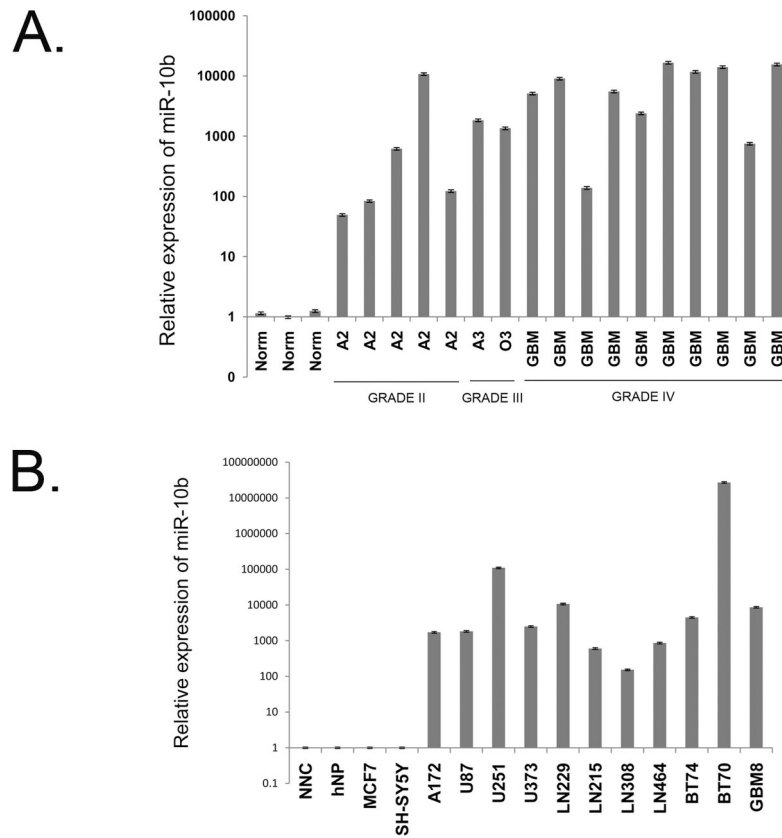 A.
Relative expression of miR-10b
100000
10000
1000
100
10
1
0
Norm Norm Norm A2 A2 A2 A2 A2 A3 O3 GBM GBM GBM GBM GBM GBM GBM GBM GBM GBM
GRADE II GRADE III GRADE IV
B.
Relative expression of miR-10b
100000000
10000000
1000000
100000
10000
1000
100
10
1
0.1
NNC hNP MCF7 SH-SY5Y A172 U87 U251 U373 LN229 LN215 LN308 LN464 BT74 BT70 GBM8